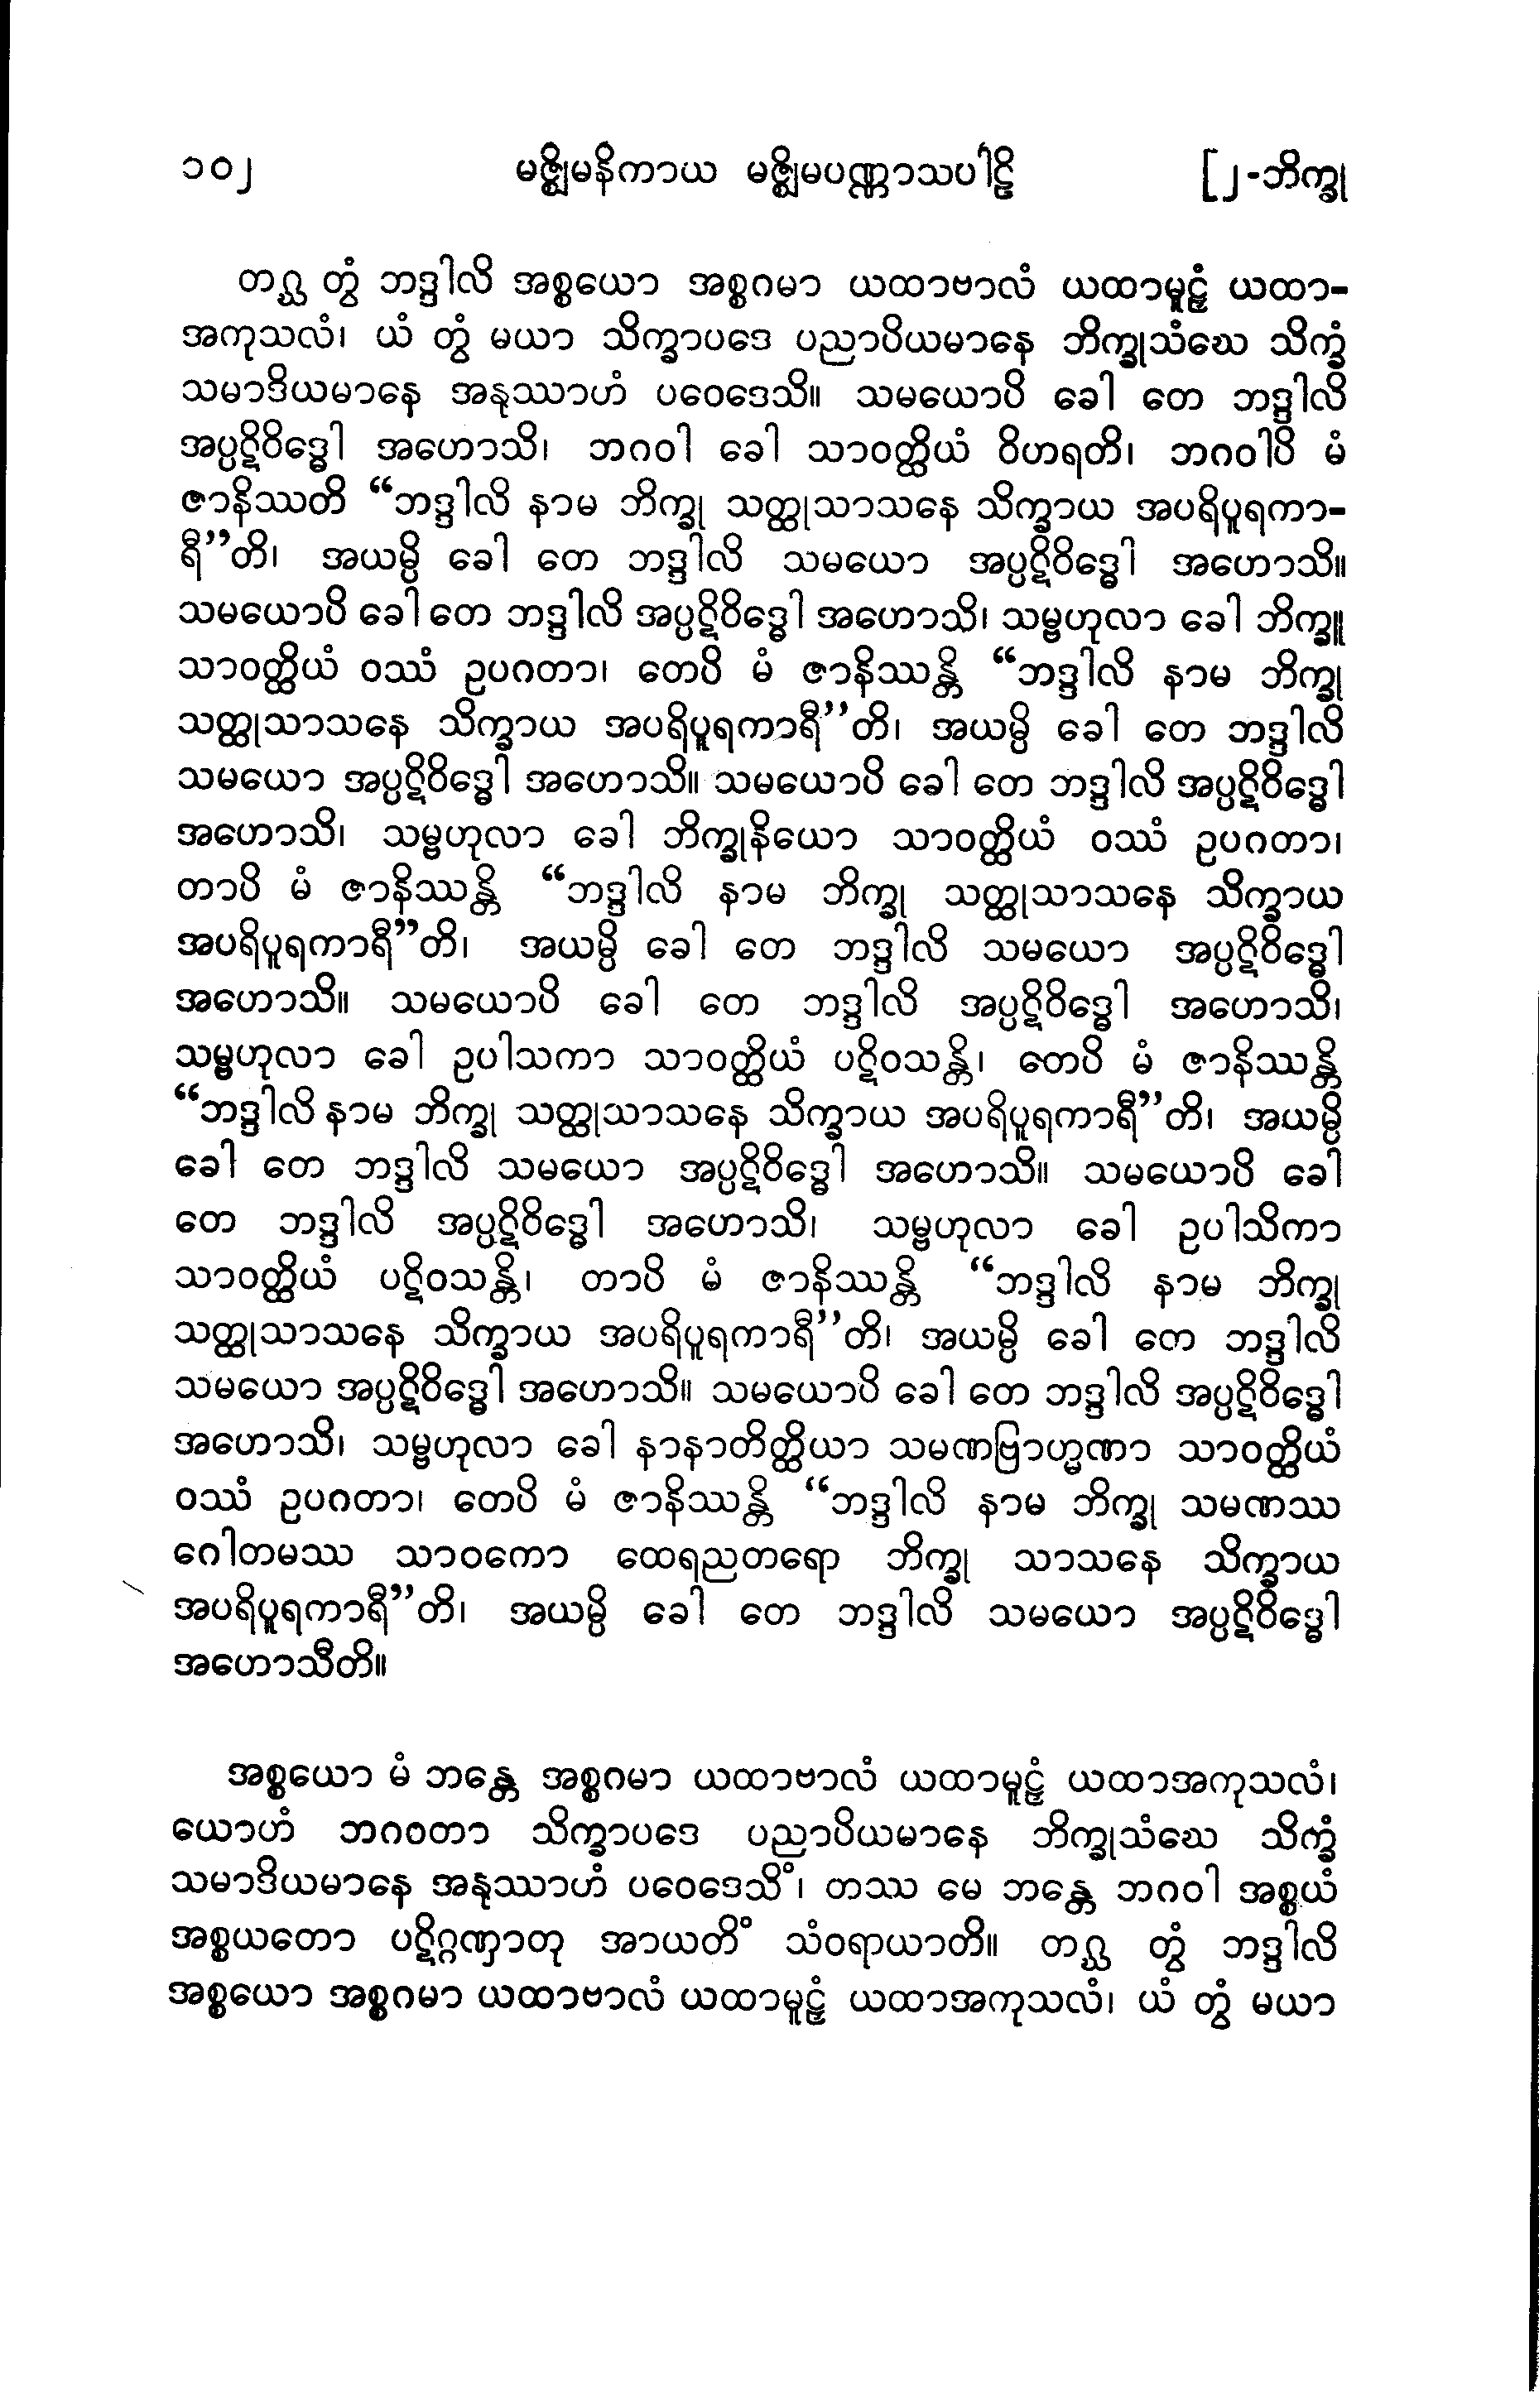 ၁၀၂ မဇ္ဈိမနိကာယ မဇ္ဈိမပဏ္ဏာသပါဠိ [၂-ဘိက္ခု
တဂ္ဃ တွံ ဘဒ္ဒါလိ အစ္စယော အစ္စဂမာ ယထာဗာလံ ယထာမူဠှံ ယထာ-
အကုသလံ၊ ယံ တွံ မယာ သိက္ခာပဒေ ပညာပိယမာနေ ဘိက္ခုသံဃေ သိက္ခံ
သမာဒိယမာနေ အနုဿာဟံ ပဝေဒေသိ။ သမယောပိ ခေါ တေ ဘဒ္ဒါလိ
အပ္ပဋိဝိဒ္ဓေါ အဟောသိ၊ ဘဂဝါ ခေါ သာဝတ္ထိယံ ဝိဟရတိ၊ ဘဂဝါပိ မံ
ဇာနိဿတိ “ဘဒ္ဒါလိ နာမ ဘိက္ခု သတ္ထုသာသနေ သိက္ခာယ အပရိပူရကာ-
ရီ”တိ၊ အယမ္ပိ ခေါ တေ ဘဒ္ဒါလိ သမယော အပ္ပဋိဝိဒ္ဓေါ အဟောသိ။
သမယောပိ ခေါ တေ ဘဒ္ဒါလိ အပ္ပဋိဝိဒ္ဓေါ အဟောသိ၊ သမ္ဗဟုလာ ခေါ ဘိက္ခူ
သာဝတ္ထိယံ ဝဿံ ဥပဂတာ၊ တေပိ မံ ဇာနိဿန္တိ “ဘဒ္ဒါလိ နာမ ဘိက္ခု
သတ္ထုသာသနေ သိက္ခာယ အပရိပူရကာရီ”တိ၊ အယမ္ပိ ခေါ တေ ဘဒ္ဒါလိ
သမယော အပ္ပဋိဝိဒ္ဓေါ အဟောသိ။ သမယောပိ ခေါ တေ ဘဒ္ဒါလိ အပ္ပဋိဝိဒ္ဓေါ
အဟောသိ၊ သမ္ဗဟုလာ ခေါ ဘိက္ခုနိယော သာဝတ္ထိယံ ဝဿံ ဥပဂတာ၊
တာပိ မံ ဇာနိဿန္တိ “ဘဒ္ဒါလိ နာမ ဘိက္ခု သတ္ထုသာသနေ သိက္ခာယ
အပရိပူရကာရီ”တိ၊ အယမ္ပိ ခေါ တေ ဘဒ္ဒါလိ သမယော အပ္ပဋိဝိဒ္ဓေါ
အဟောသိ။ သမယောပိ ခေါ တေ ဘဒ္ဒါလိ အပ္ပဋိဝိဒ္ဓေါ အဟောသိ၊
သမ္ဗဟုလာ ခေါ ဥပါသကာ သာဝတ္ထိယံ ပဋိဝသန္တိ၊ တေပိ မံ ဇာနိဿန္တိ
“ဘဒ္ဒါလိ နာမ ဘိက္ခု သတ္ထုသာသနေ သိက္ခာယ အပရိပူရကာရီ”တိ၊ အယမ္ပိ
ခေါ တေ ဘဒ္ဒါလိ သမယော အပ္ပဋိဝိဒ္ဓေါ အဟောသိ။ သမယောပိ ခေါ
တေ ဘဒ္ဒါလိ အပ္ပဋိဝိဒ္ဓေါ အဟောသိ၊ သမ္ဗဟုလာ ခေါ ဥပါသိကာ
သာဝတ္ထိယံ ပဋိဝသန္တိ၊ တာပိ မံ ဇာနိဿန္တိ “ဘဒ္ဒါလိ နာမ ဘိက္ခု
သတ္ထုသာသနေ သိက္ခာယ အပရိပူရကာရီ”တိ၊ အယမ္ပိ ခေါ တေ ဘဒ္ဒါလိ
သမယော အပ္ပဋိဝိဒ္ဓေါ အဟောသိ။ သမယောပိ ခေါ တေ ဘဒ္ဒါလိ အပ္ပဋိဝိဒ္ဓေါ
အဟောသိ၊ သမ္ဗဟုလာ ခေါ နာနာတိတ္ထိယာ သမဏဗြာဟ္မဏာ သာဝတ္ထိယံ
ဝဿံ ဥပဂတာ၊ တေပိ မံ ဇာနိဿန္တိ “ဘဒ္ဒါလိ နာမ ဘိက္ခု သမဏဿ
ဂေါတမဿ သာဝကော ထေရညတရော ဘိက္ခု သာသနေ သိက္ခာယ
အပရိပူရကာရီ”တိ၊ အယမ္ပိ ခေါ တေ ဘဒ္ဒါလိ သမယော အပ္ပဋိဝိဒ္ဓေါ
အဟောသီတိ။
အစ္စယော မံ ဘန္တေ အစ္စဂမာ ယထာဗာလံ ယထာမူဠှံ ယထာအကုသလံ၊
ယောဟံ ဘဂဝတာ သိက္ခာပဒေ ပညာပိယမာနေ ဘိက္ခုသံဃေ သိက္ခံ
သမာဒိယမာနေ အနုဿာဟံ ပဝေဒေသိံ၊ တဿ မေ ဘန္တေ ဘဂဝါ အစ္စယံ
အစ္စယတော ပဋိဂ္ဂဏှာတု အာယတိံ သံဝရာယာတိ။ တဂ္ဃ တွံ ဘဒ္ဒါလိ
အစ္စယော အစ္စဂမာ ယထာဗာလံ ယထာမူဠှံ ယထာအကုသလံ၊ ယံ တွံ မယာ